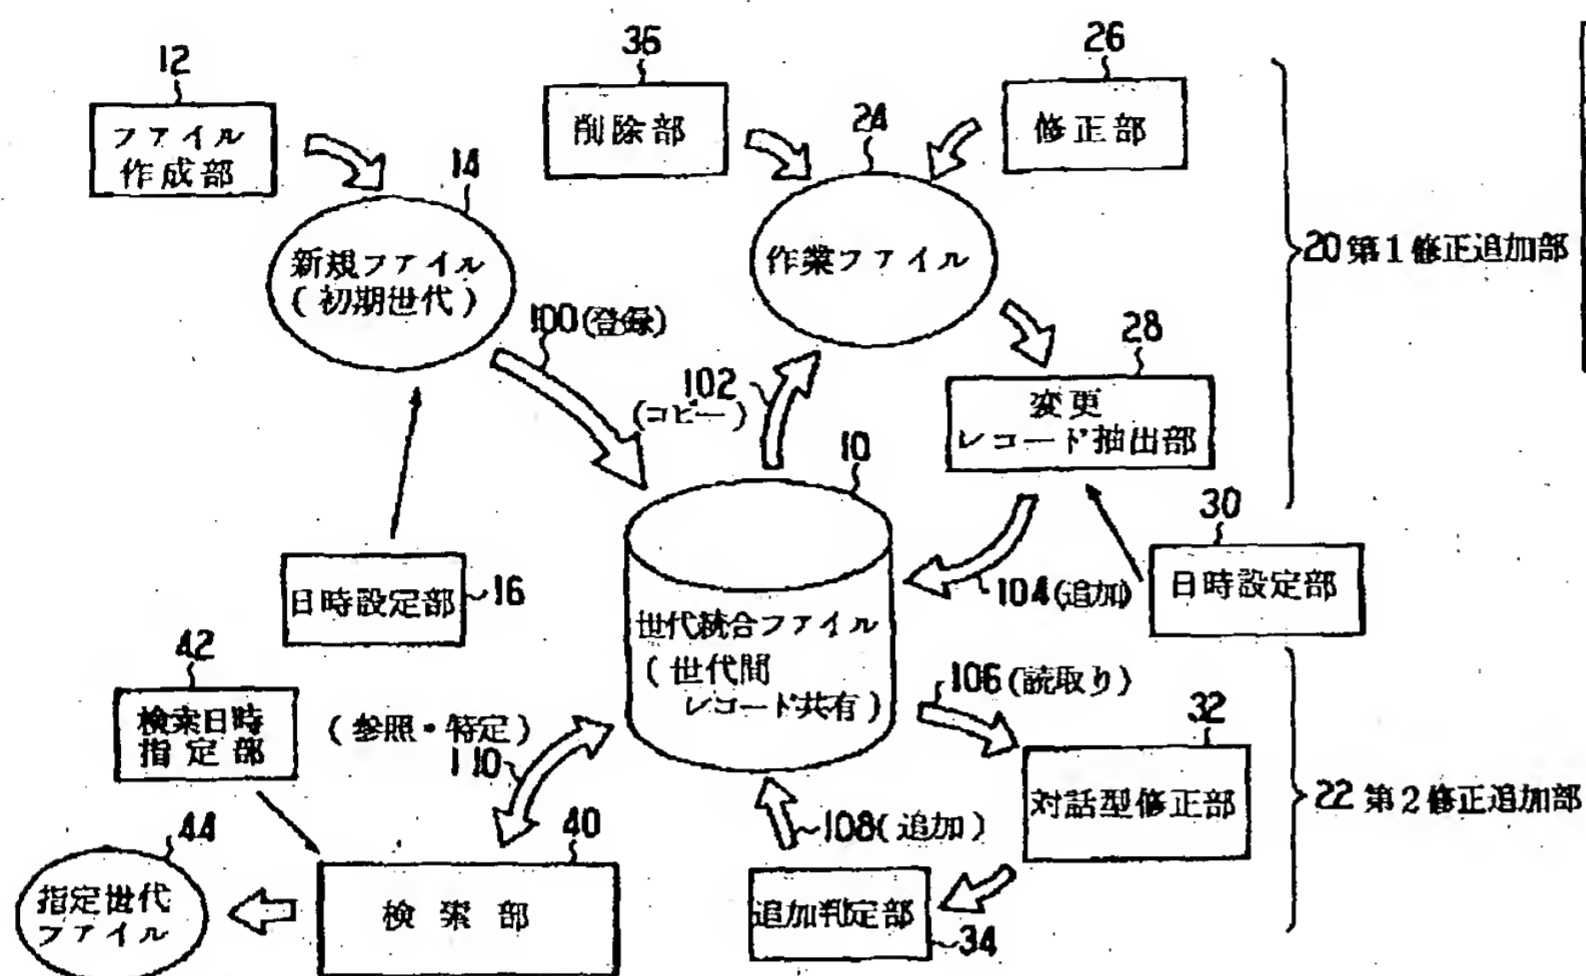 12
ファイル
作成部
36
削除部
26
修正部
24
作業ファイル
14
新規ファイル
(初期世代)
20 第1修正追加部
100(登録)
28
変更
レコード抽出部
102
(コピー)
10
世代統合ファイル
(世代間
レコード共有)
30
日時設定部
104(追加)
日時設定部
16
42
検索日時
指定部
(参照・特定)
110
106(読取り)
32
対話型修正部
22 第2修正追加部
44
指定世代
ファイル
40
検索部
108(追加)
追加判定部
34